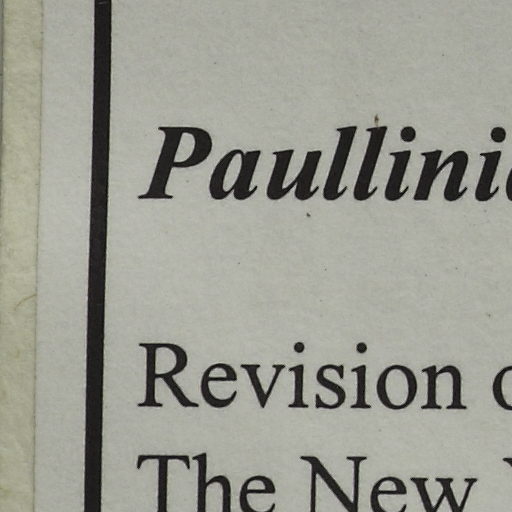 Paullini
Revision
The New